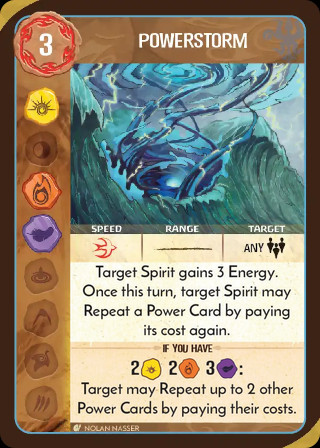 3
POWERSTORM
SPEED RANGE TARGET
ANY
Target Spirit gains 3 Energy.
Once this turn, target Spirit may
Repeat a Power Card by paying
its cost again.
IF YOU HAVE
2 2 3 :
Target may Repeat up to 2 other
Power Cards by paying their costs.
NOLAN NASSER